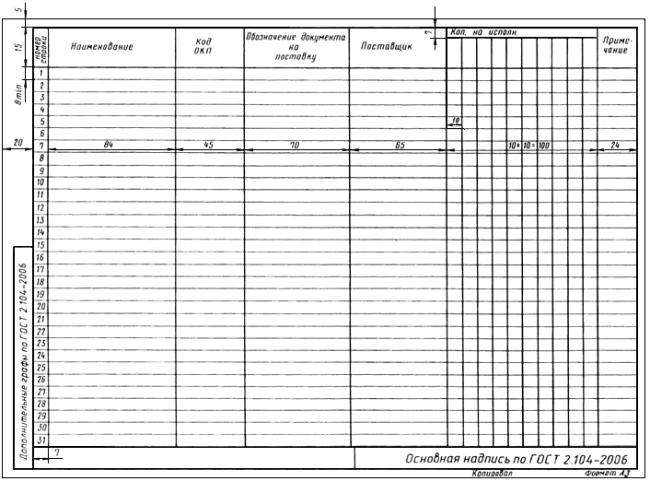 5
15
8 min
20
номер
строки
Наименование
Код
ОКП
Обозначение документа
на
поставку
Поставщик
7
Кол. на исполн
Приме-
чание
10
84
45
70
65
10 × 10 = 100
24
1
2
3
4
5
6
7
8
9
10
11
12
13
14
15
16
17
18
19
20
21
22
23
24
25
26
27
28
29
30
31
Дополнительные графы по ГОСТ 2.104-2006
7
Основная надпись по ГОСТ 2.104-2006
Копировал
Формат А3